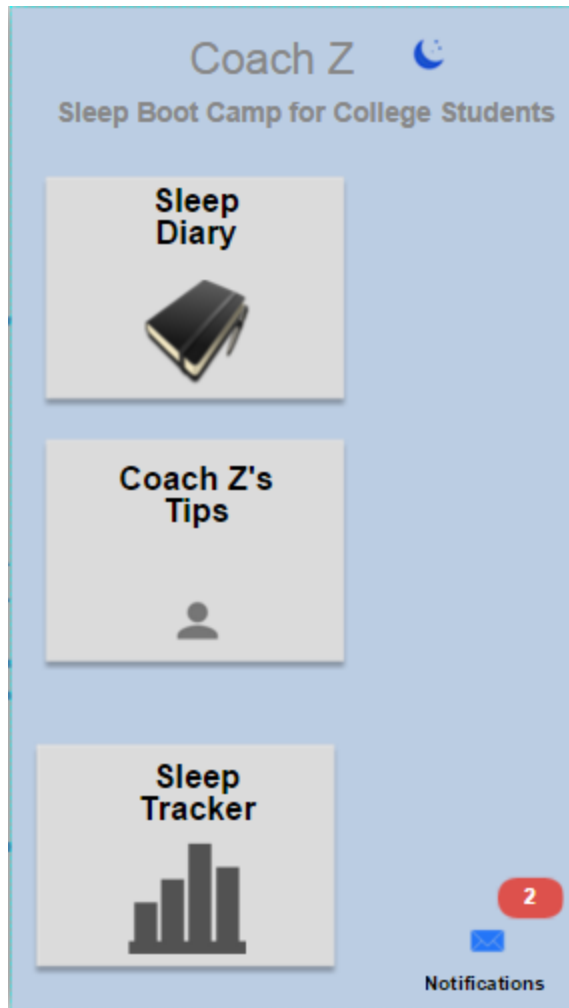 Coach Z
Sleep Boot Camp for College Students
Sleep
Diary
Coach Z's
Tips
Sleep
Tracker
2
Notifications